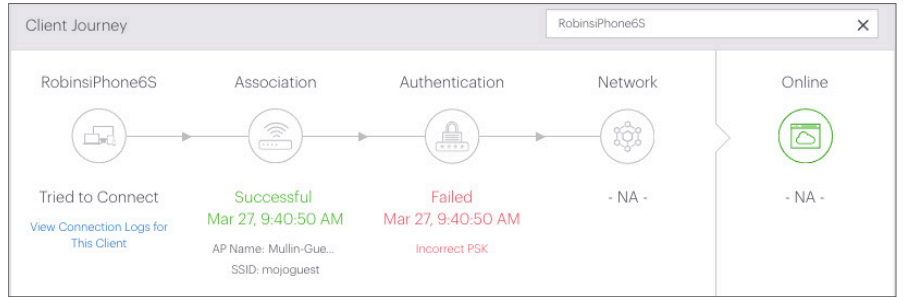 Client Journey
RobinsiPhone6S
RobinsiPhone6S
Association
Authentication
Network
Online
Tried to Connect
View Connection Logs for
This Client
Successful
Mar 27, 9:40:50 AM
AP Name: Mullin-Gue...
SSID: mojoguest
Failed
Mar 27, 9:40:50 AM
Incorrect PSK
- NA -
- NA -